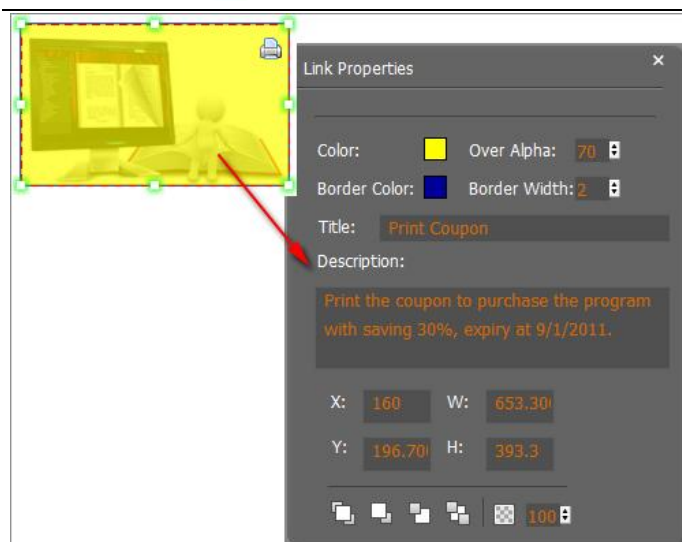 Link Properties
Color: Over Alpha: 70
Border Color: Border Width: 2
Title: Print Coupon
Description:
Print the coupon to purchase the program
with saving 30%, expiry at 9/1/2011.
X: 160 W: 653.30
Y: 196.70 H: 393.3
100